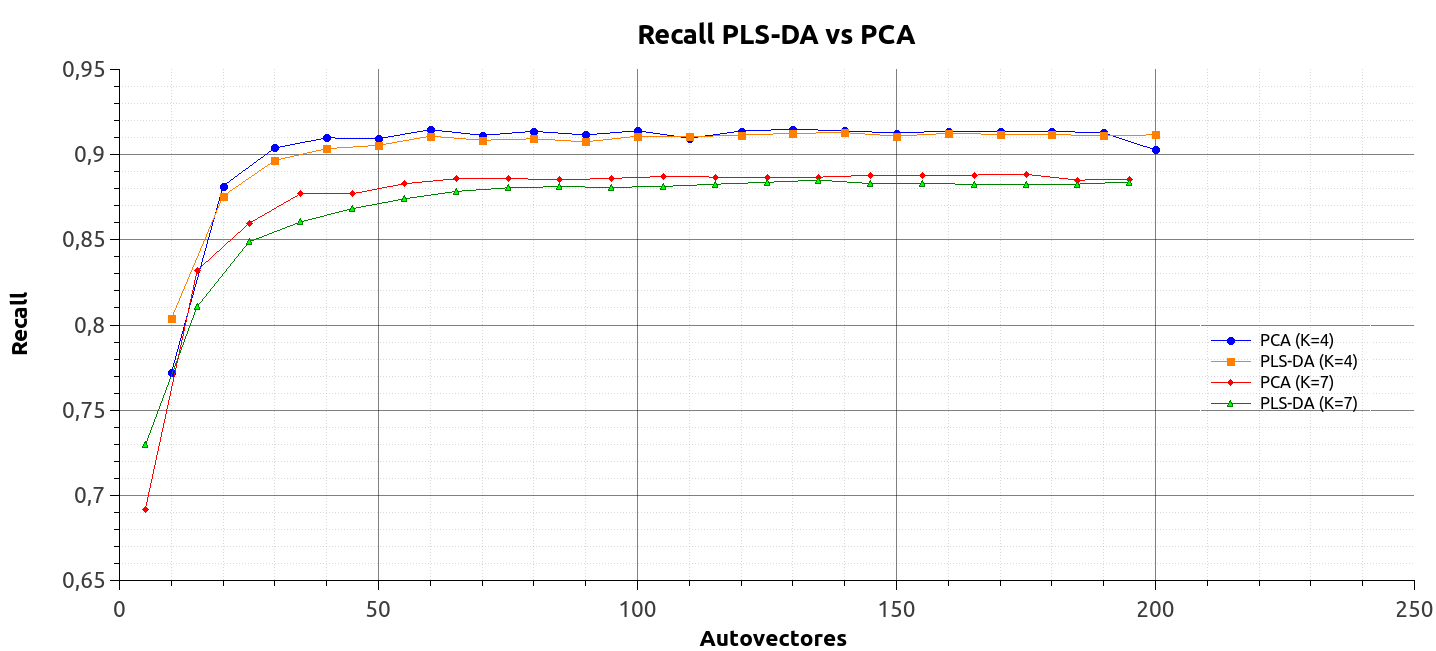 Recall PLS-DA vs PCA
0,95
0,9
0,85
0,8
0,75
0,7
0,65
Recall
PCA (K=4)
PLS-DA (K=4)
PCA (K=7)
PLS-DA (K=7)
0 50 100 150 200 250
Autovectores